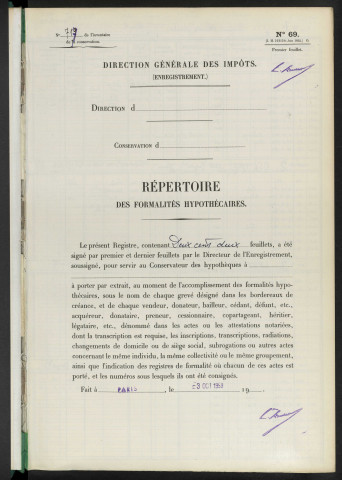 Nº 719 de l'inventaire
de la conservation.
Nº 69.
Premier feuillet.
DIRECTION GÉNÉRALE DES IMPÔTS.
(ENREGISTREMENT.)
DIRECTION d
CONSERVATION d
RÉPERTOIRE
DES FORMALITÉS HYPOTHÉCAIRES.
Le présent Registre, contenant Deux cent deux feuillets, a été
signé par premier et dernier feuillets par le Directeur de l'Enregistrement,
soussigné, pour servir au Conservateur des hypothèques à
à porter par extrait, au moment de l'accomplissement des formalités hypo-
thécaires, sous le nom de chaque grevé désigné dans les bordereaux de
créance, et de chaque vendeur, donateur, bailleur, cédant, défunt, etc.,
acquéreur, donataire, preneur, cessionnaire, copartageant, héritier,
légataire, etc., dénommé dans les actes ou les attestations notariées,
dont la transcription est requise, les inscriptions, transcriptions, radiations,
changements de domicile ou de siège social, subrogations ou autres actes
concernant le même individu, la même collectivité ou le même groupement,
ainsi que l'indication des registres de formalité où chacun de ces actes est
porté, et les numéros sous lesquels ils ont été consignés.
Fait à PARIS, le 23 OCT 19